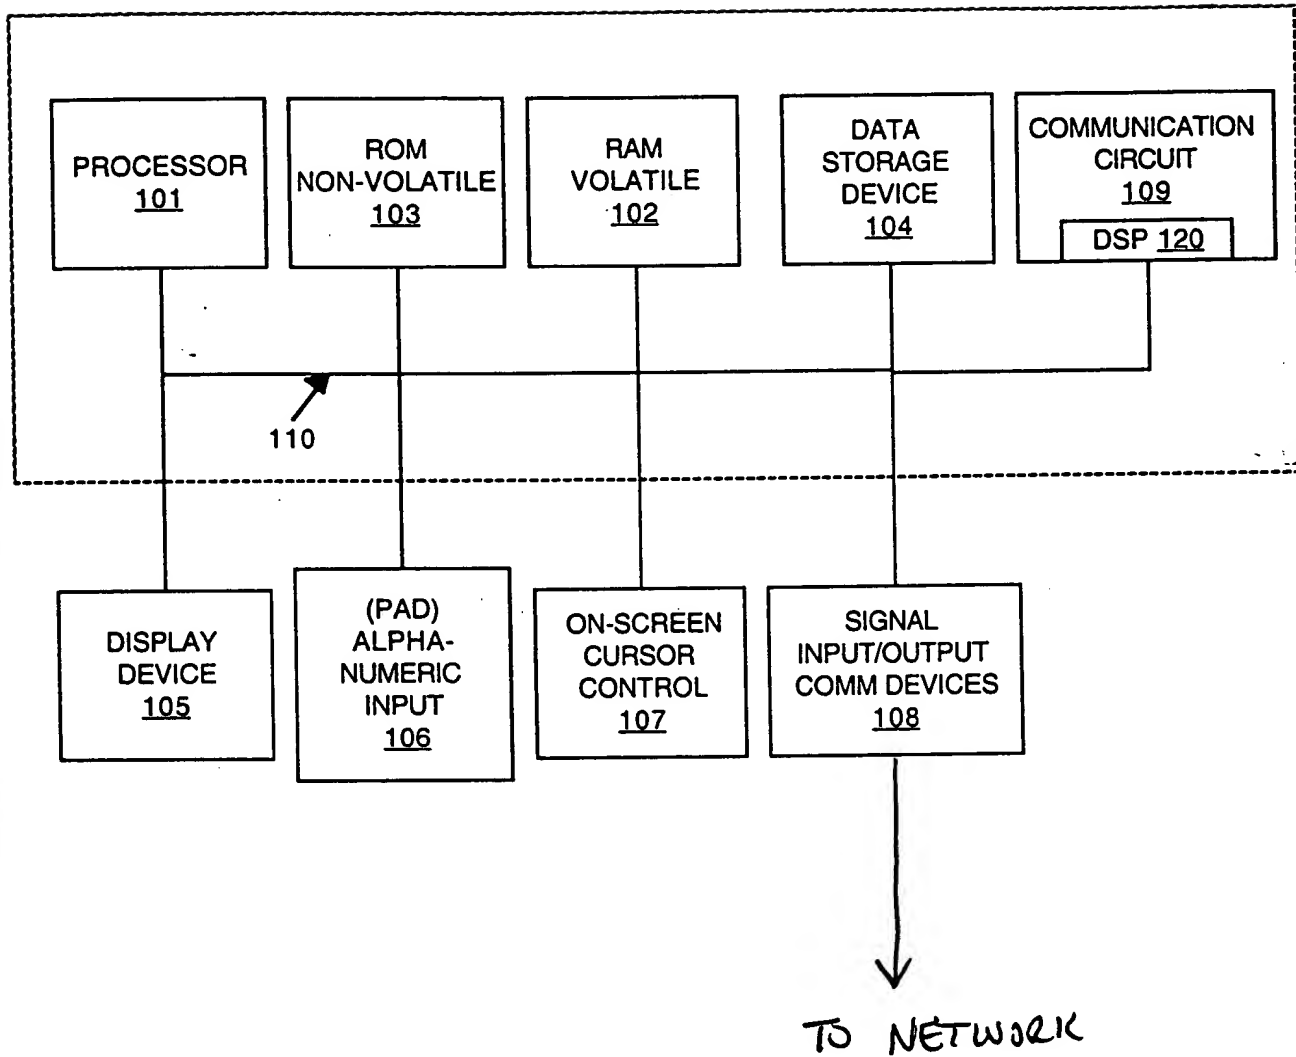 PROCESSOR
101
ROM
NON-VOLATILE
103
RAM
VOLATILE
102
DATA
STORAGE
DEVICE
104
COMMUNICATION
CIRCUIT
109
DSP 120
110
DISPLAY
DEVICE
105
(PAD)
ALPHA-
NUMERIC
INPUT
106
ON-SCREEN
CURSOR
CONTROL
107
SIGNAL
INPUT/OUTPUT
COMM DEVICES
108
TO NETWORK